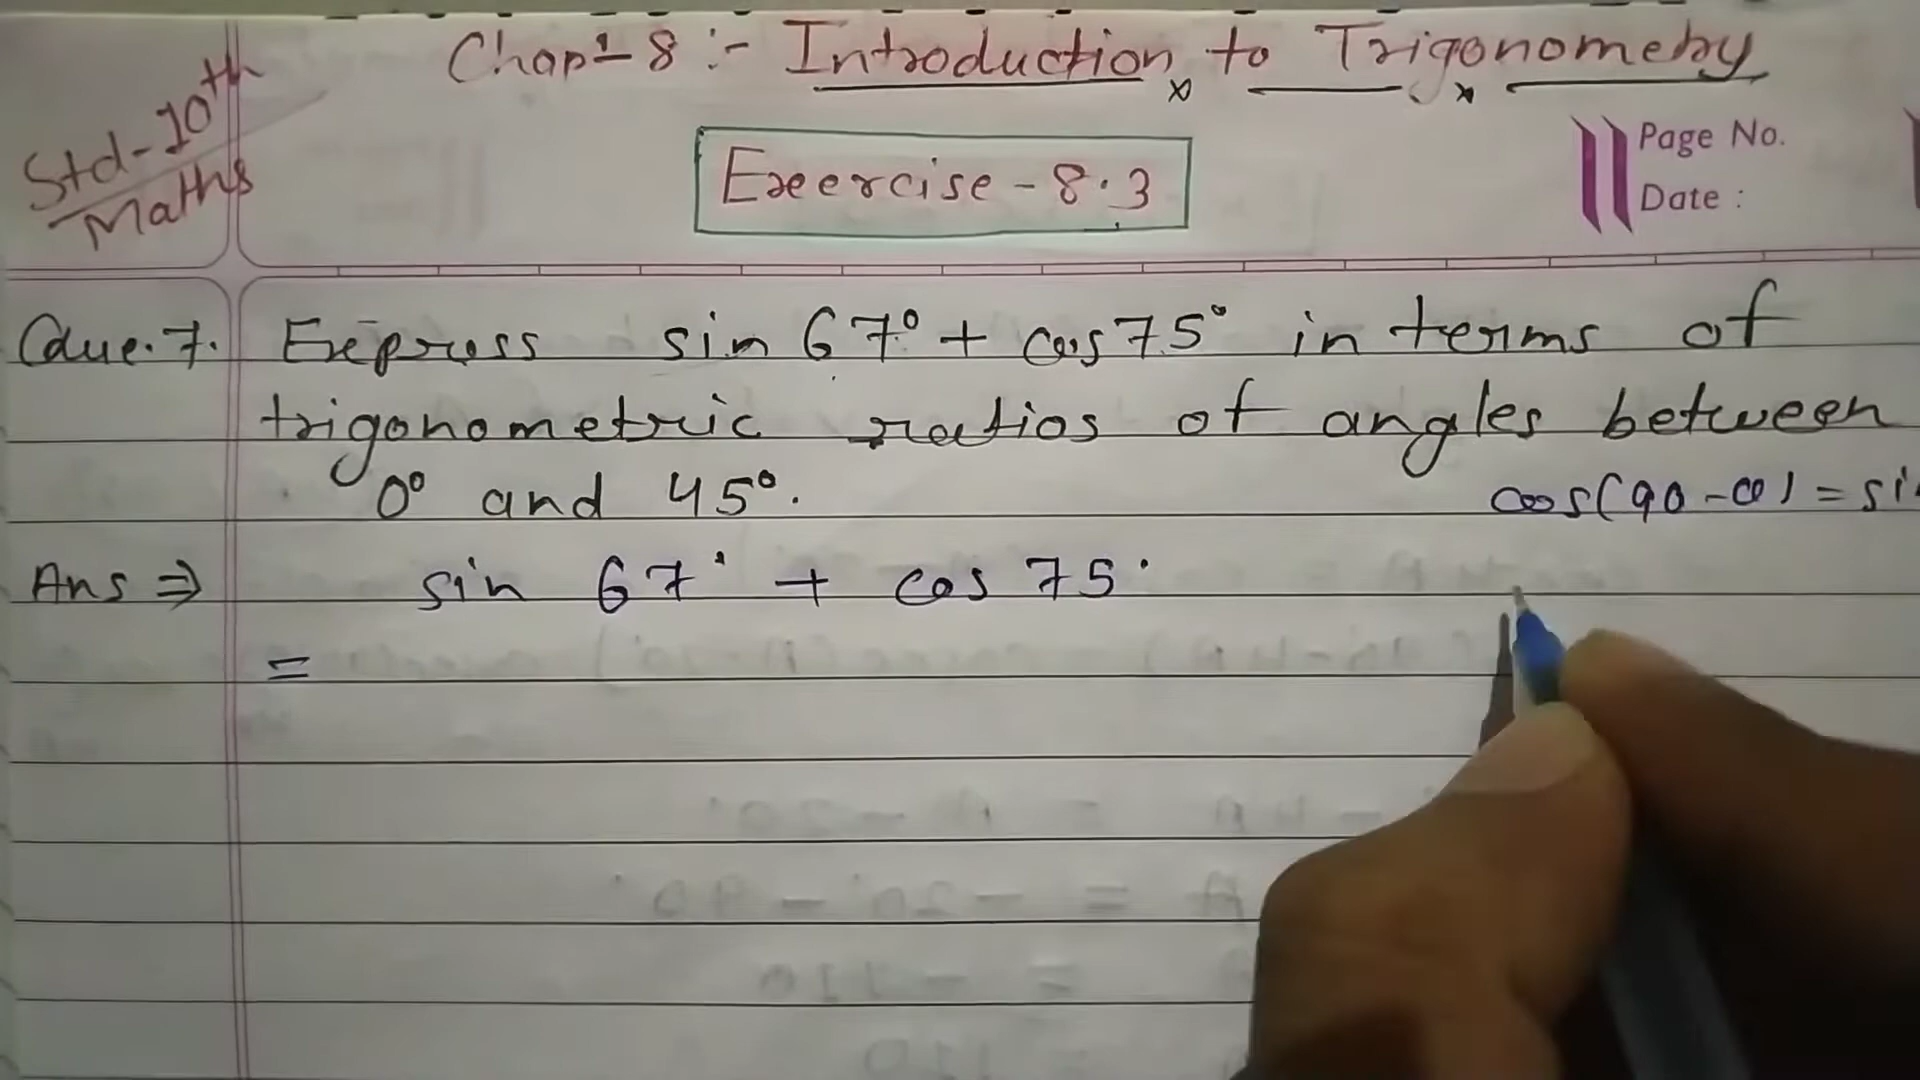 Chap-8 :- Introduction to Trigonometry
Std-10th
Maths
Exercise - 8.3
Page No.
Date :
Que.7. Express sin 67° + cos 75° in terms of
trigonometric ratios of angles between
0° and 45°.
cos(90-θ) = si
Ans ⇒ sin 67° + cos 75°
=